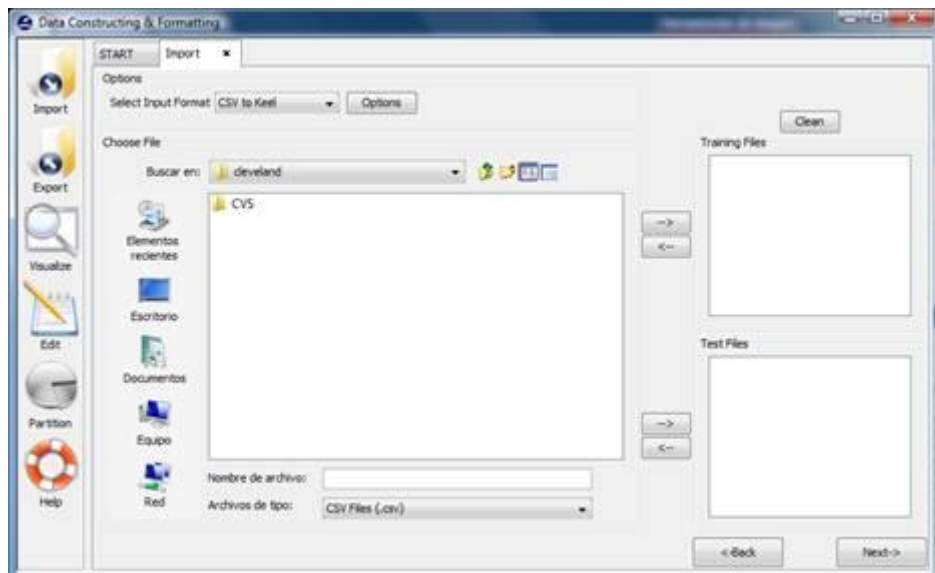 Data Constructing & Formatting
Import
Export
Visualize
Edit
Partition
Help
START
Import
Options
Select Input Format
CSV to Keel
Options
Choose File
Buscar en:
cleveland
CVS
Elementos recientes
Escritorio
Documentos
Equipo
Red
Nombre de archivo:
Archivos de tipo:
CSV Files (.csv)
-->
<--
-->
<--
Clean
Training Files
Test Files
<-Back
Next->